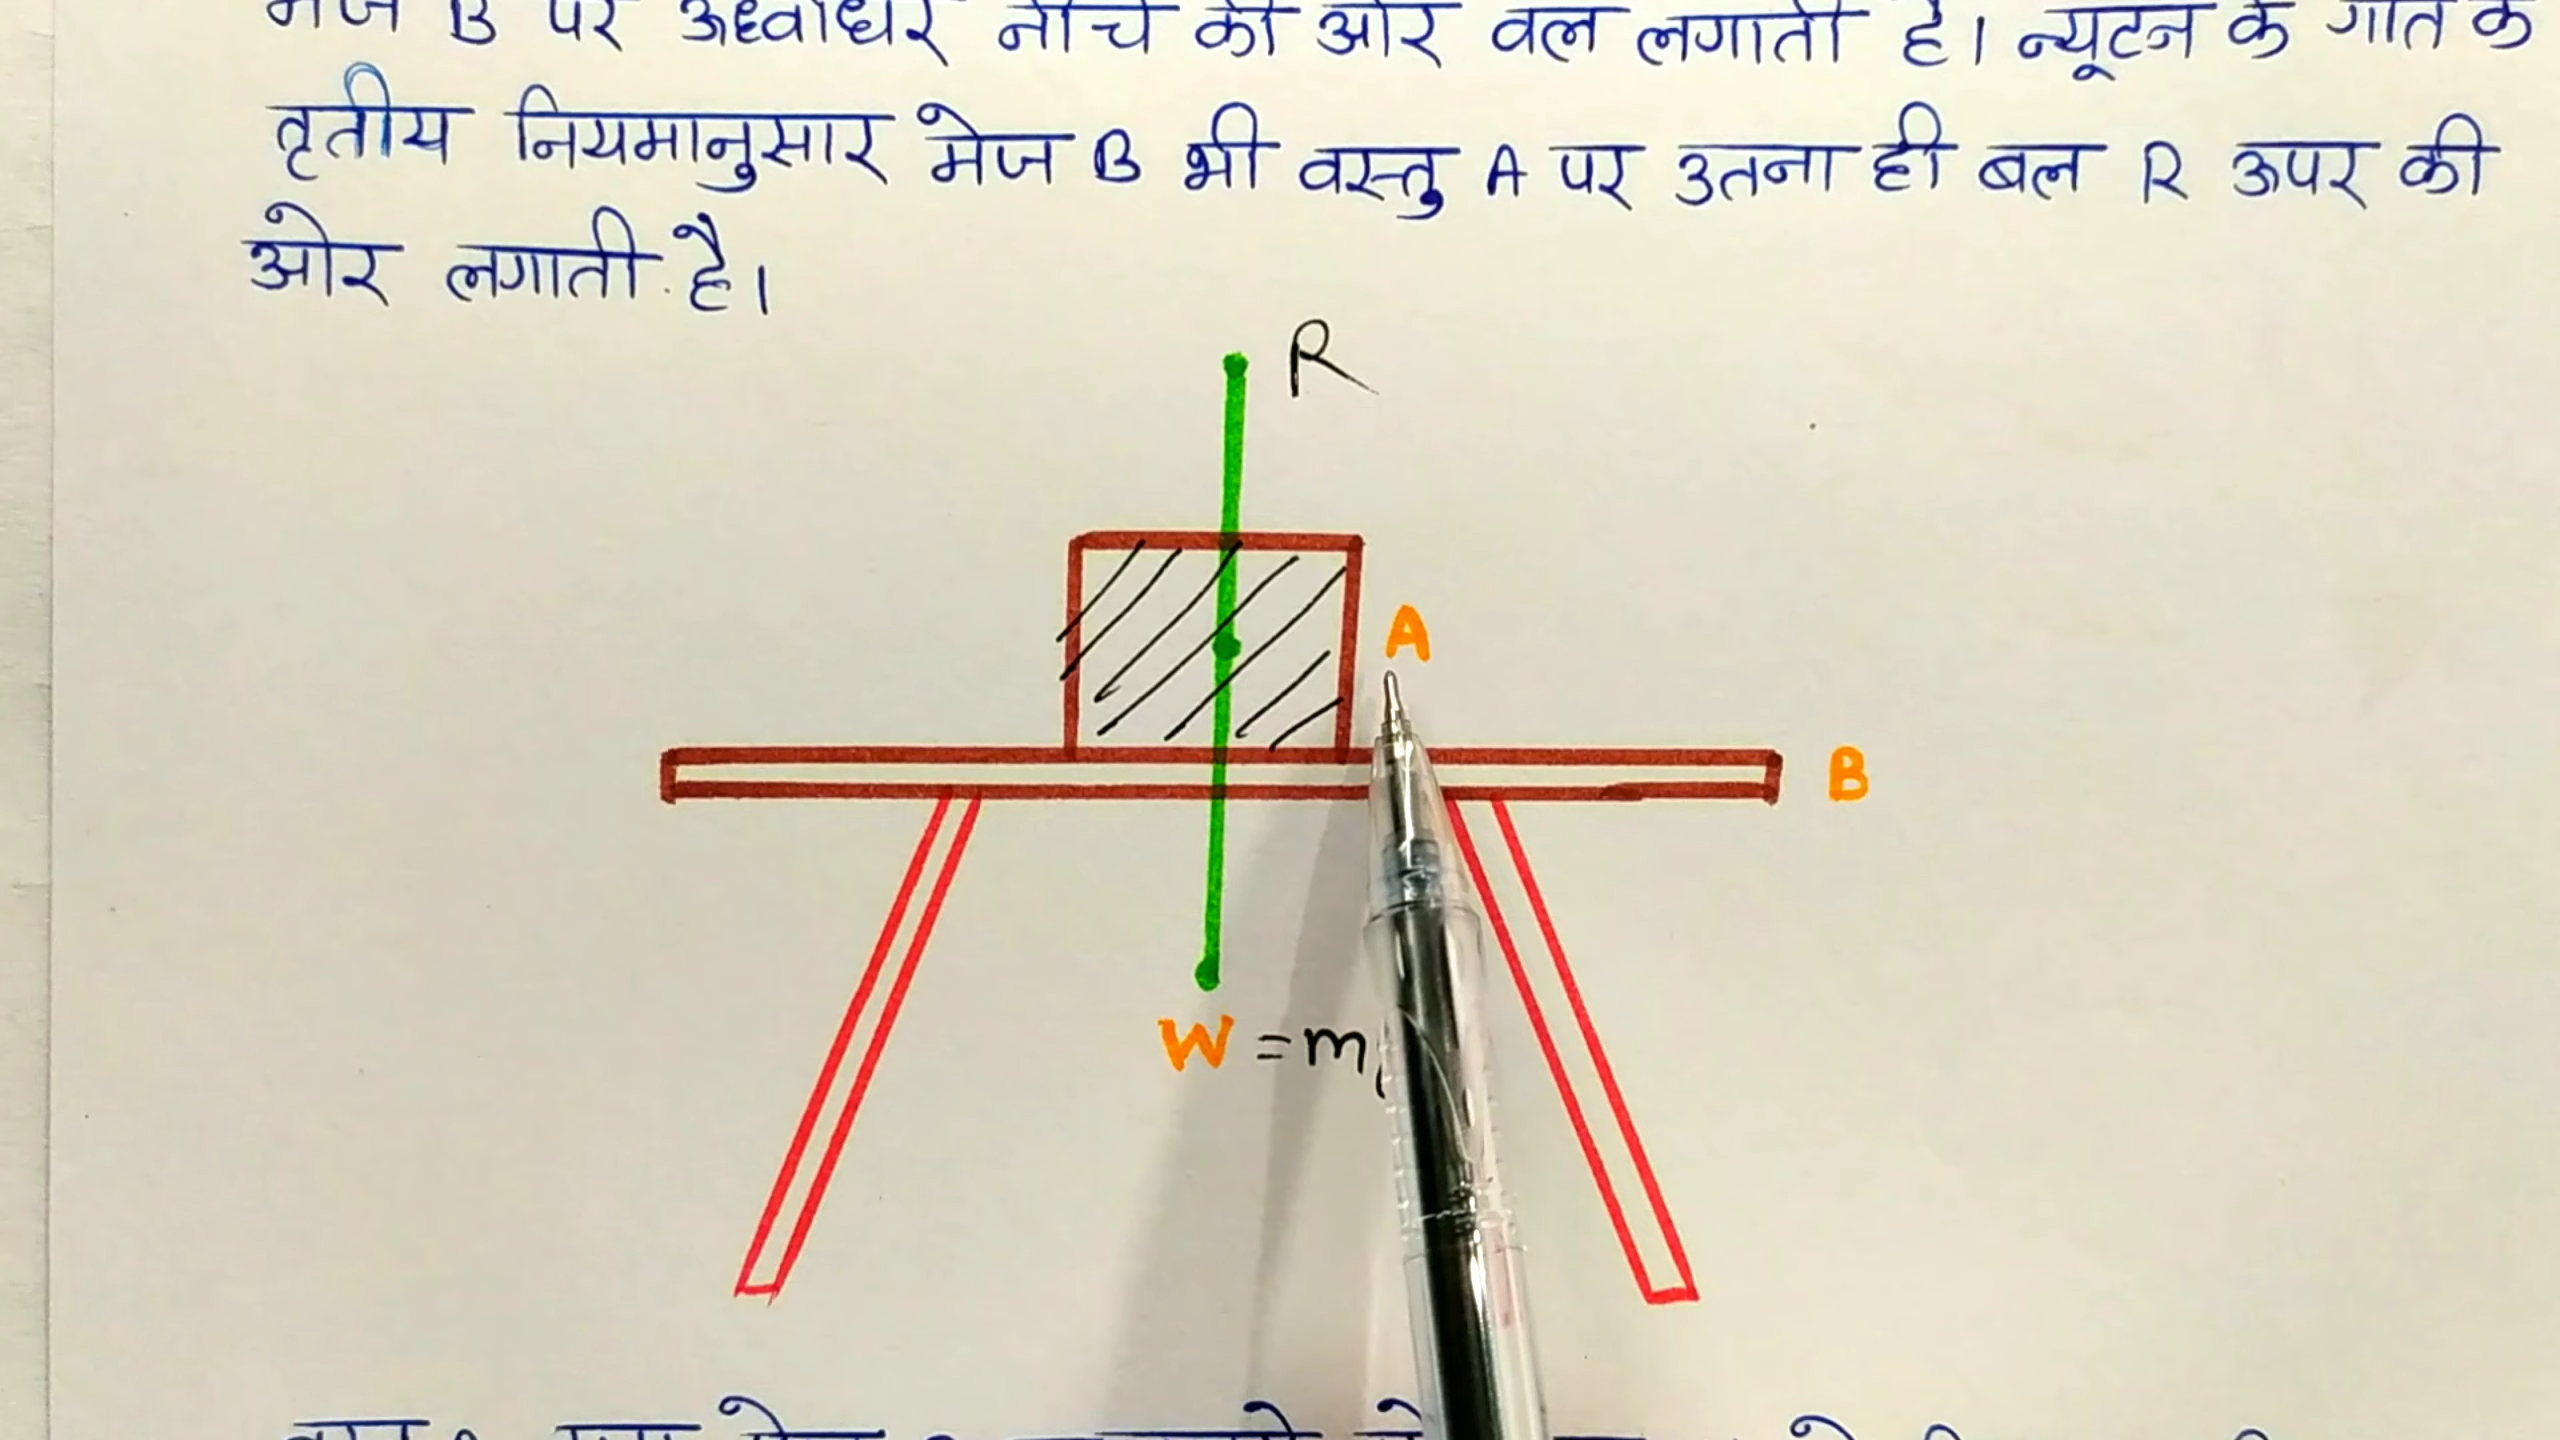 मेज B पर ऊर्ध्वाधर नीचे की ओर बल लगाती है। न्यूटन के गति के
तृतीय नियमानुसार मेज B भी वस्तु A पर उतना ही बल R ऊपर की
ओर लगाती है।
R
A
B
W = m